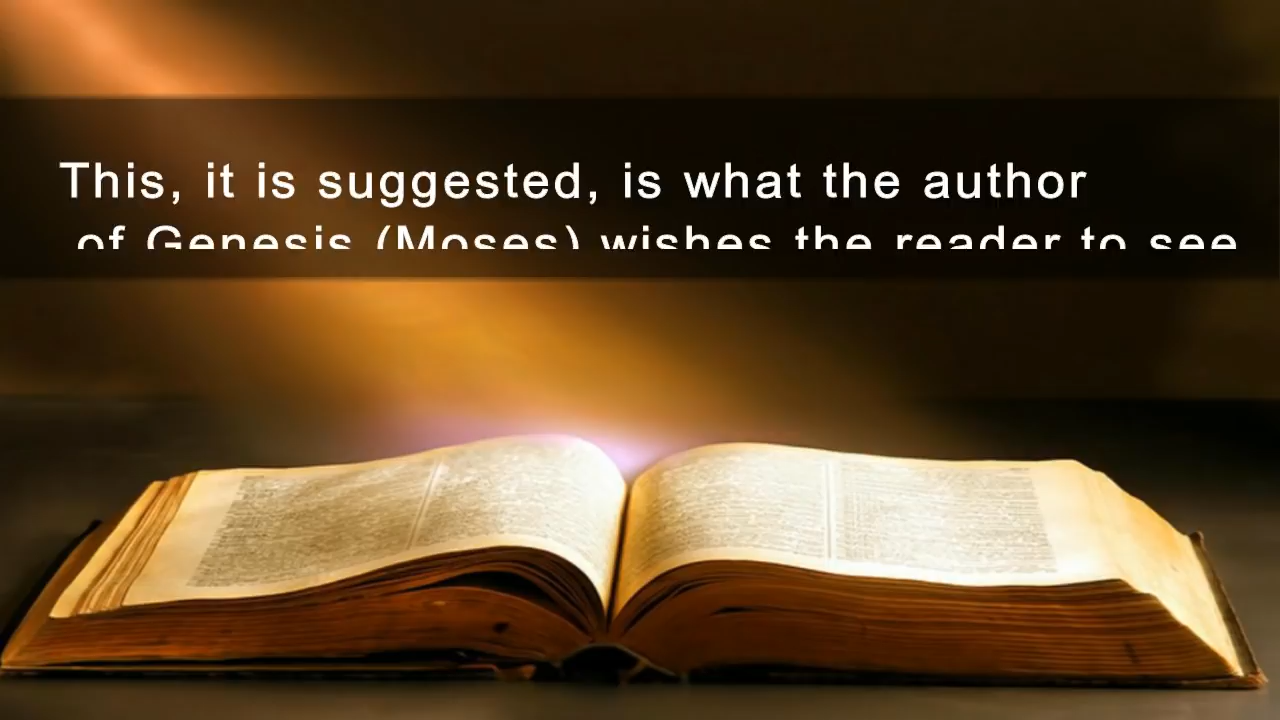 This, it is suggested, is what the author
of Genesis (Moses) wishes the reader to see